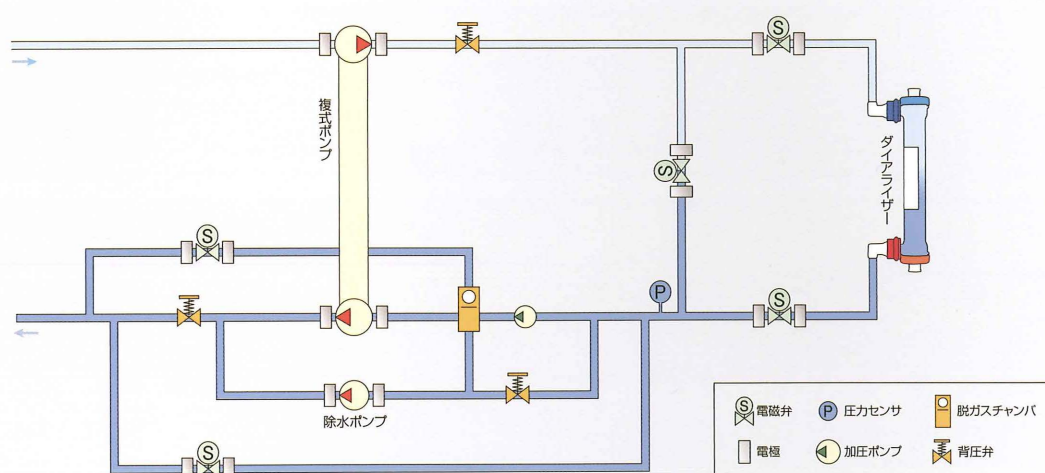 S
複式ポンプ
S
ダイアライザー
S
P
S
除水ポンプ
S
S 電磁弁
P 圧力センサ
脱ガスチャンバ
電極
加圧ポンプ
背圧弁